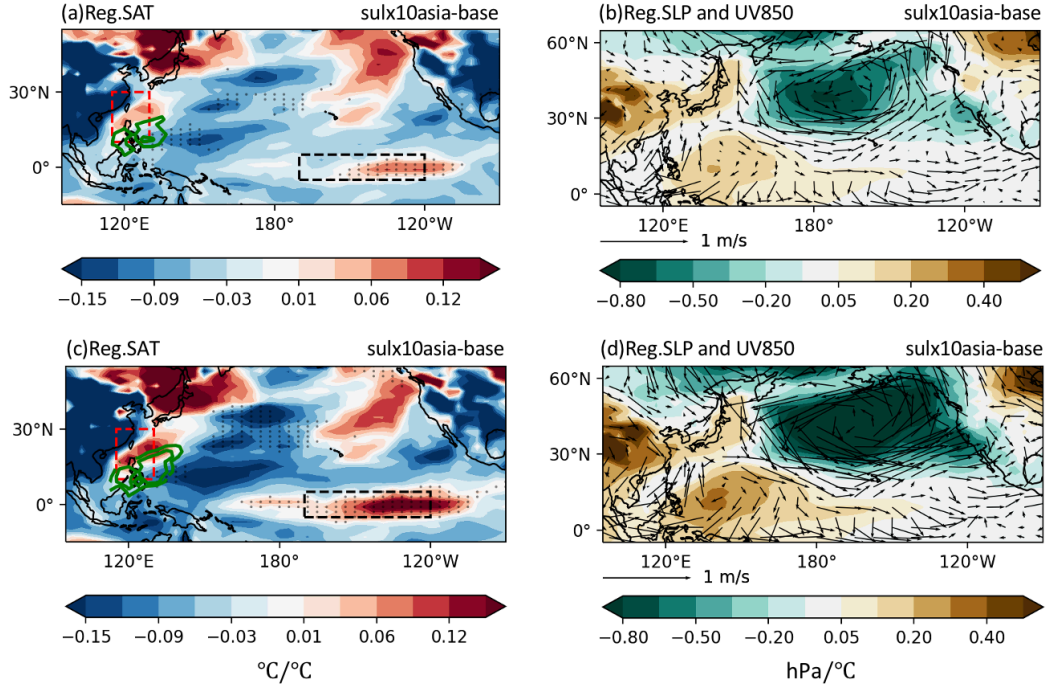 (a)Reg.SAT sulx10asia-base
30°N
0°
120°E 180° 120°W
−0.15 −0.09 −0.03 0.01 0.06 0.12
(b)Reg.SLP and UV850 sulx10asia-base
60°N
30°N
0°
120°E 180° 120°W
1 m/s
−0.80 −0.50 −0.20 0.05 0.20 0.40
(c)Reg.SAT sulx10asia-base
30°N
0°
120°E 180° 120°W
−0.15 −0.09 −0.03 0.01 0.06 0.12
°C/°C
(d)Reg.SLP and UV850 sulx10asia-base
60°N
30°N
0°
120°E 180° 120°W
1 m/s
−0.80 −0.50 −0.20 0.05 0.20 0.40
hPa/°C